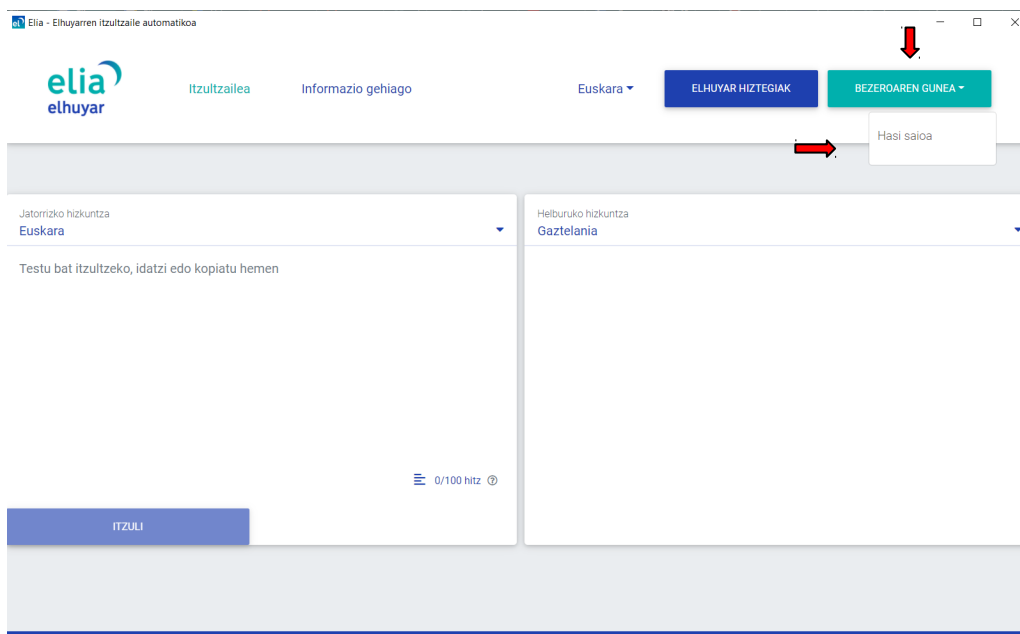 Elia - Elhuyarren itzultzaile automatikoa
elia
elhuyar
Itzultzailea
Informazio gehiago
Euskara
ELHUYAR HIZTEGIAK
BEZEROAREN GUNEA
Hasi saioa
Jatorrizko hizkuntza
Euskara
Testu bat itzultzeko, idatzi edo kopiatu hemen
0/100 hitz
ITZULI
Helburuko hizkuntza
Gaztelania